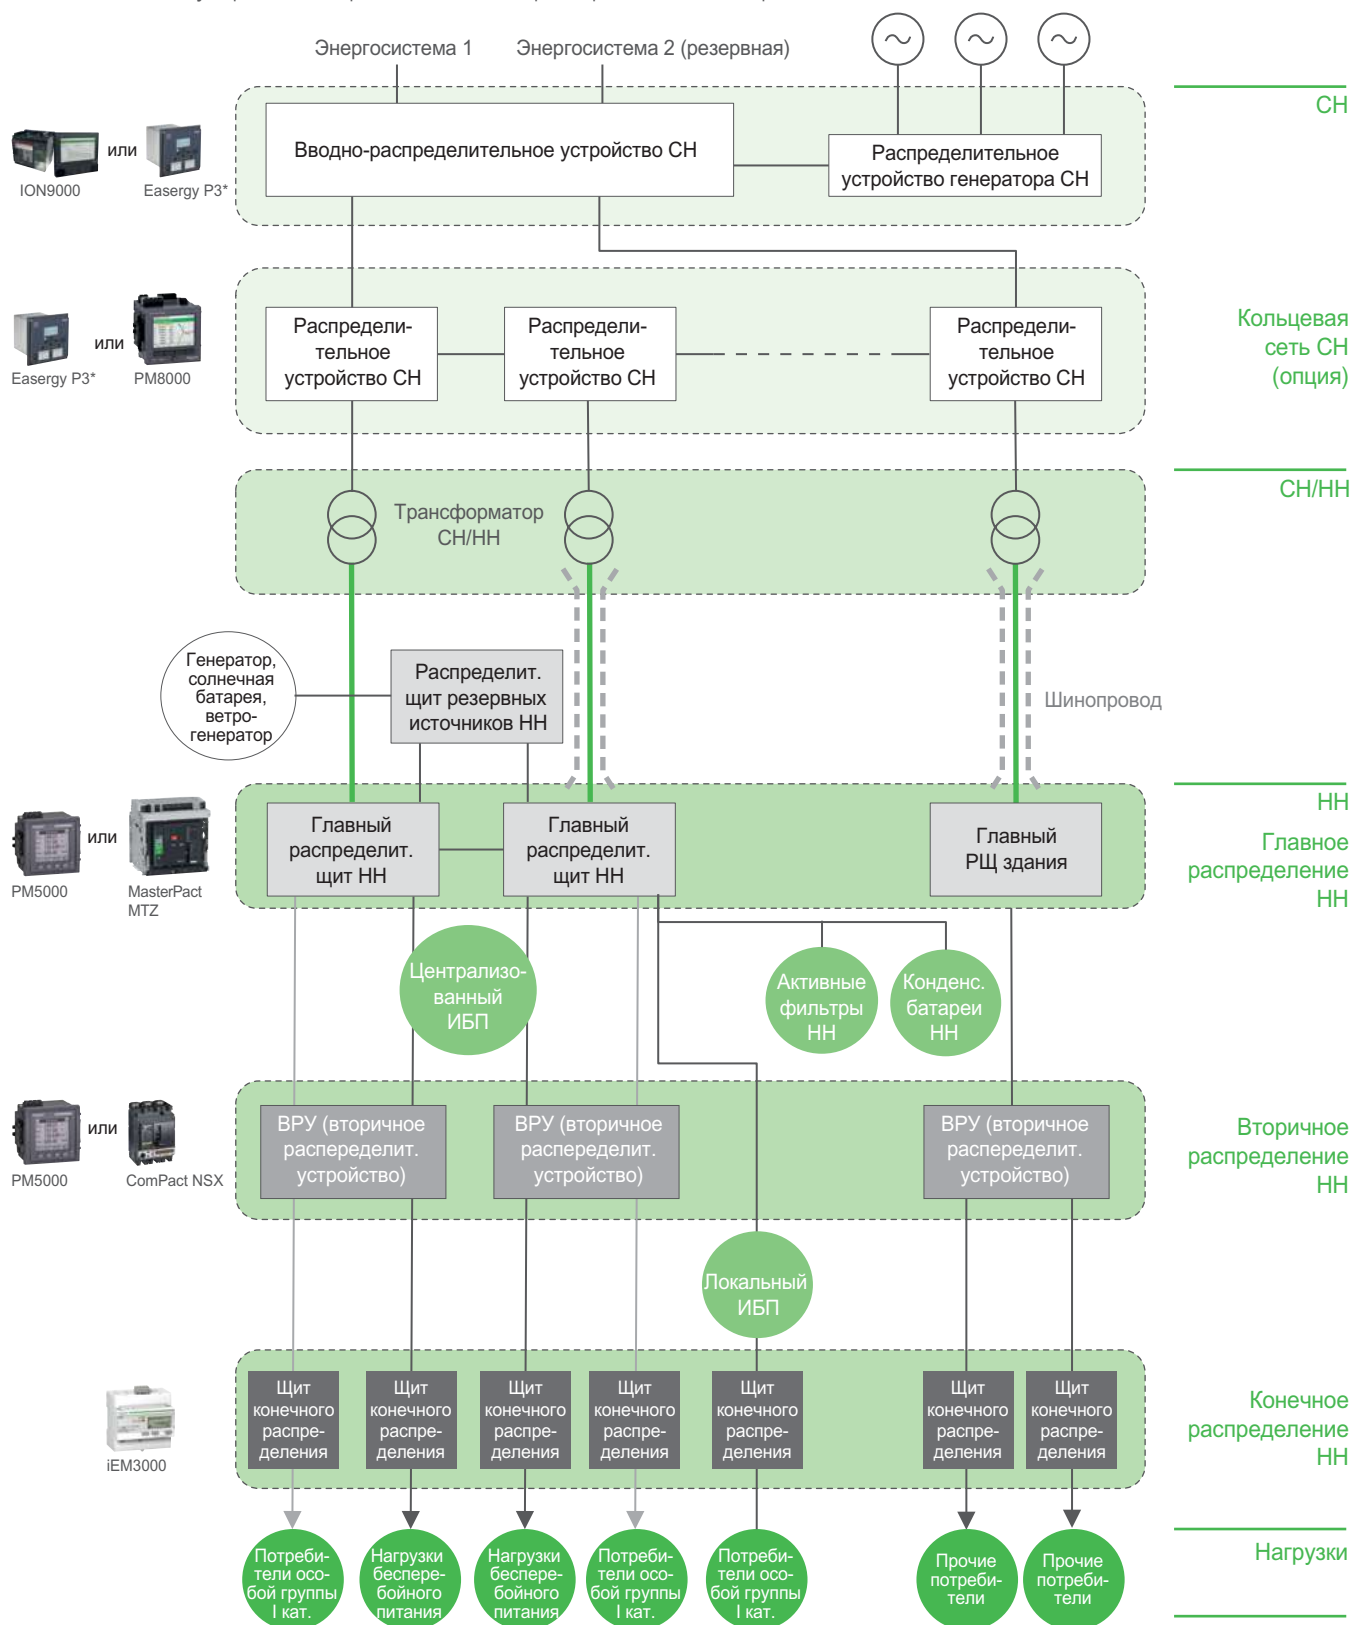 Энергосистема 1
Энергосистема 2 (резервная)
СН
Вводно-распределительное устройство СН
Распределительное
устройство генератора СН
или
ION9000
Easergy P3*
Распредели-
тельное
устройство СН
Распредели-
тельное
устройство СН
Распредели-
тельное
устройство СН
Кольцевая
сеть СН
(опция)
или
Easergy P3*
PM8000
СН/НН
Трансформатор
СН/НН
Генератор,
солнечная
батарея,
ветро-
генератор
Распределит.
щит резервных
источников НН
Шинопровод
НН
Главное
распределение
НН
или
PM5000
MasterPact
MTZ
Главный
распределит.
щит НН
Главный
распределит.
щит НН
Главный
РЩ здания
Централизо-
ванный
ИБП
Активные
фильтры
НН
Конденс.
батареи
НН
или
PM5000
ComPact NSX
ВРУ (вторичное
распеределит.
устройство)
ВРУ (вторичное
распеределит.
устройство)
ВРУ (вторичное
распеределит.
устройство)
Вторичное
распределение
НН
Локальный
ИБП
iEM3000
Щит
конечного
распре-
деления
Щит
конечного
распре-
деления
Щит
конечного
распре-
деления
Щит
конечного
распре-
деления
Щит
конечного
распре-
деления
Щит
конечного
распре-
деления
Щит
конечного
распре-
деления
Конечное
распределение
НН
Потреби-
тели осо-
бой группы
I кат.
Нагрузки
беспере-
бойного
питания
Нагрузки
беспере-
бойного
питания
Потреби-
тели осо-
бой группы
I кат.
Потреби-
тели осо-
бой группы
I кат.
Прочие
потреби-
тели
Прочие
потреби-
тели
Нагрузки